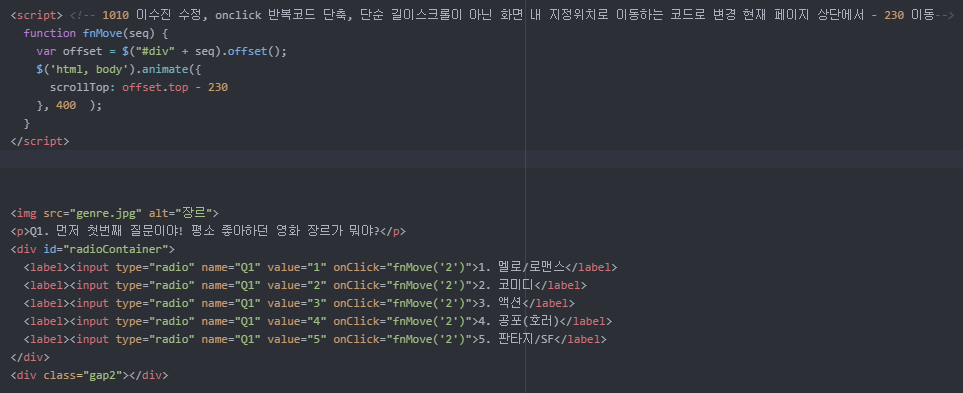 <script> <!-- 1010 이수진 수정, onclick 반복코드 단축, 단순 길이스크롤이 아닌 화면 내 지정위치로 이동하는 코드로 변경 현재 페이지 상단에서 - 230 이동-->
  function fnMove(seq) {
    var offset = $("#div" + seq).offset();
    $('html, body').animate({
      scrollTop: offset.top - 230
    }, 400  );
  }
</script>
<img src="genre.jpg" alt="장르">
<p>Q1. 먼저 첫번째 질문이야! 평소 좋아하던 영화 장르가 뭐야?</p>
<div id="radioContainer">
  <label><input type="radio" name="Q1" value="1" onClick="fnMove('2')">1. 멜로/로맨스</label>
  <label><input type="radio" name="Q1" value="2" onClick="fnMove('2')">2. 코미디</label>
  <label><input type="radio" name="Q1" value="3" onClick="fnMove('2')">3. 액션</label>
  <label><input type="radio" name="Q1" value="4" onClick="fnMove('2')">4. 공포(호러)</label>
  <label><input type="radio" name="Q1" value="5" onClick="fnMove('2')">5. 판타지/SF</label>
</div>
<div class="gap2"></div>